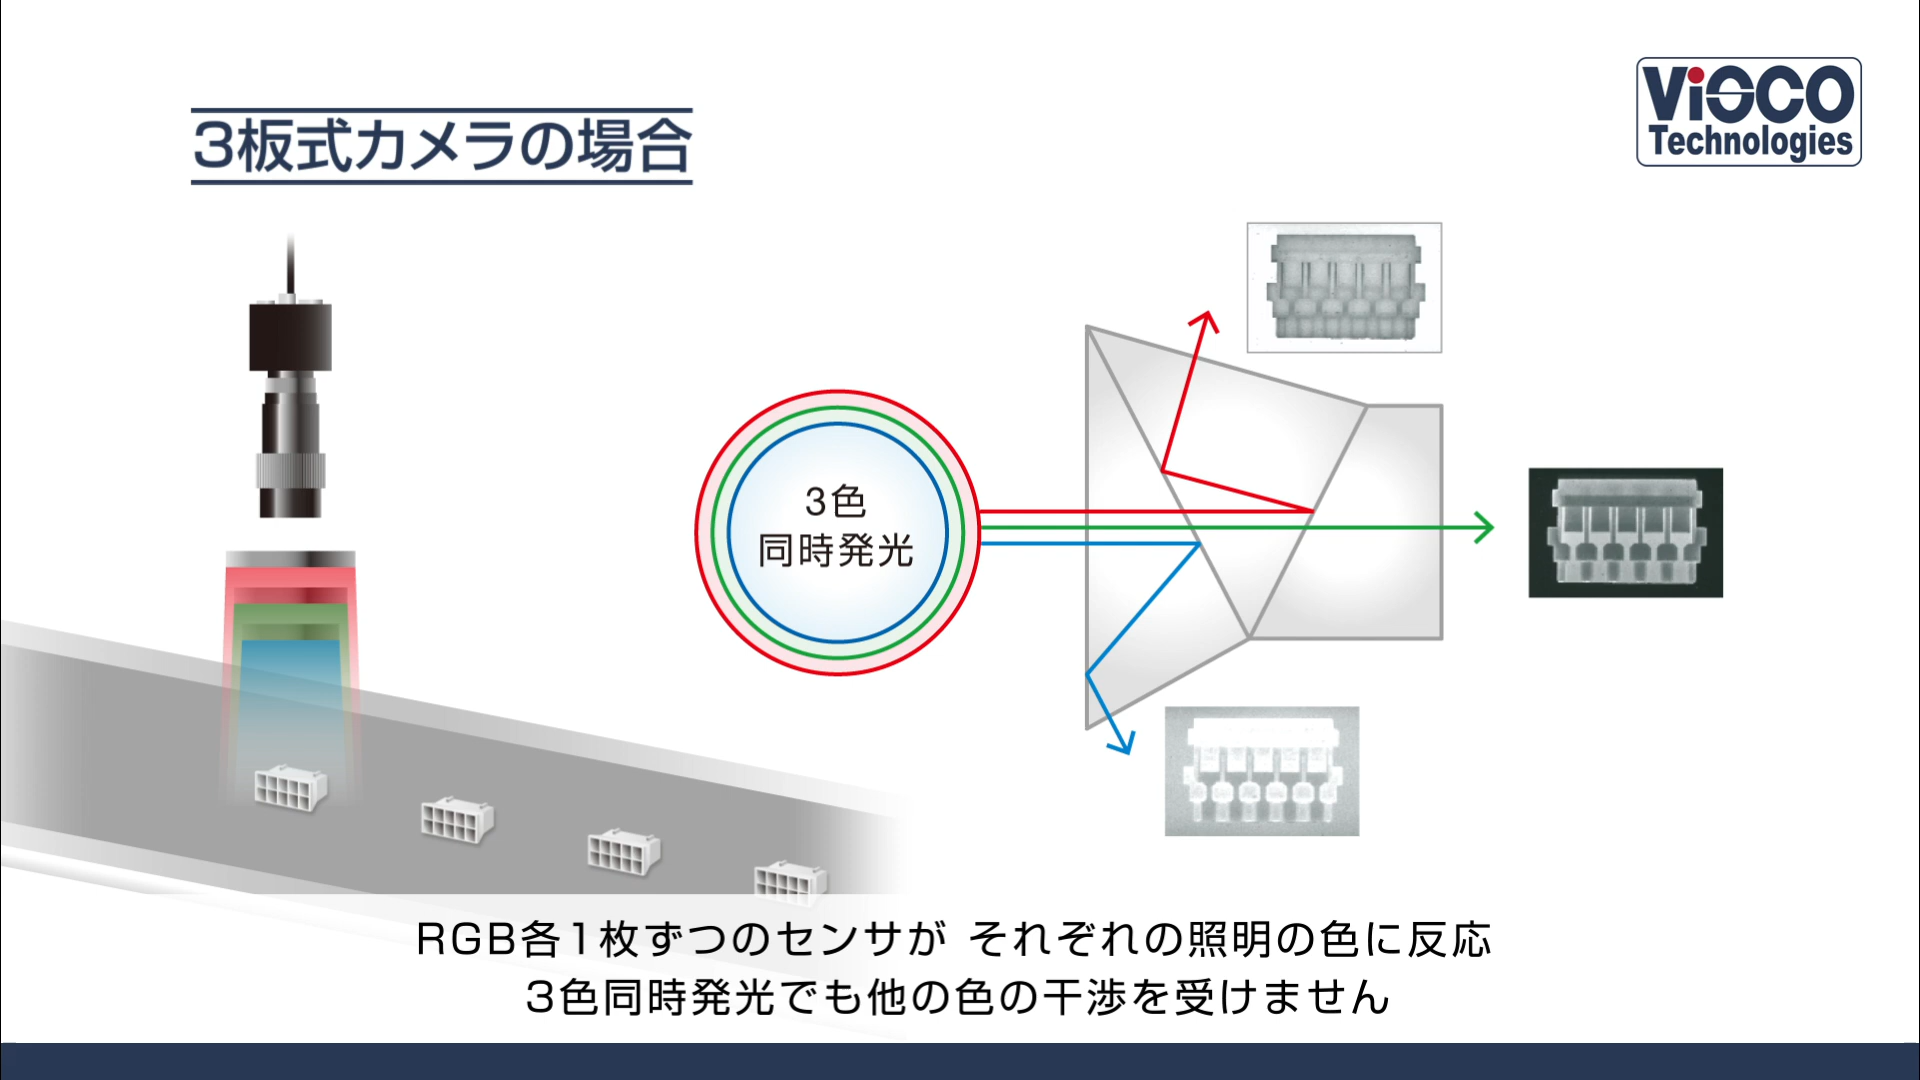 3板式カメラの場合
ViSCO
Technologies
3色
同時発光
RGB各1枚ずつのセンサが それぞれの照明の色に反応
3色同時発光でも他の色の干渉を受けません